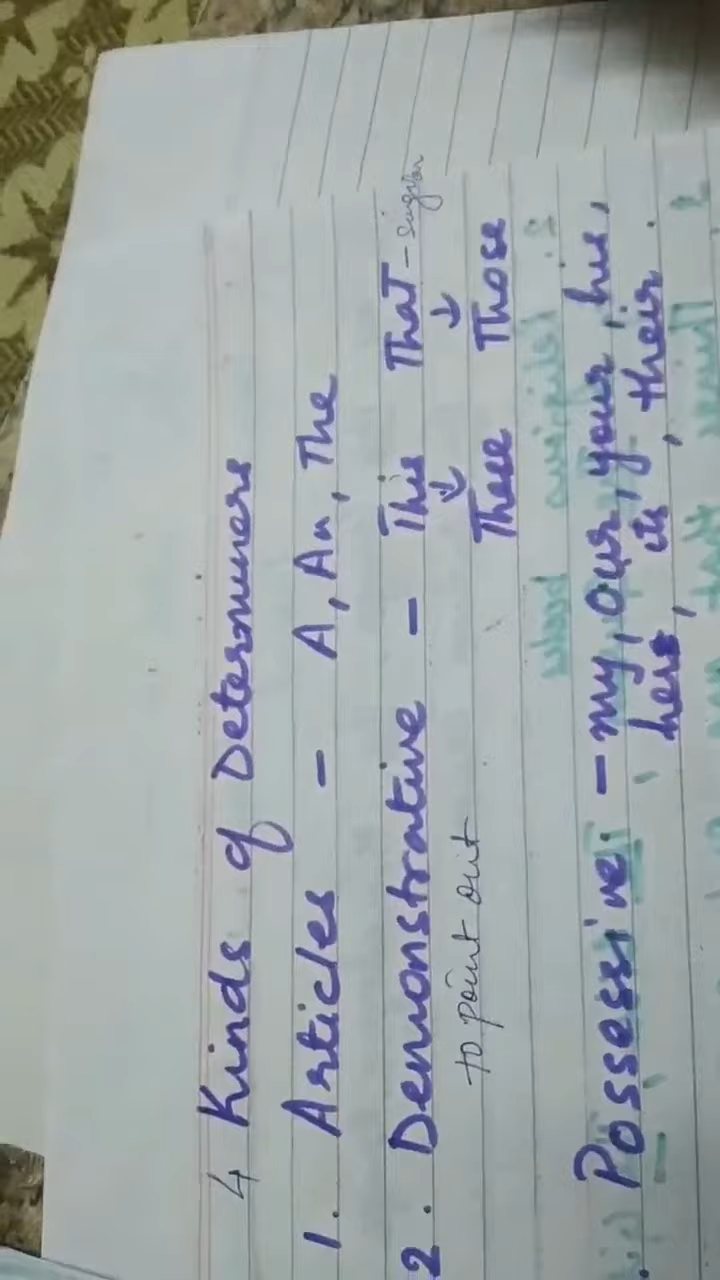 4 Kinds of Determiners
1. Articles - A, An, The
2. Demonstrative - This That - singular
to point out These Those
Possessive - my, our, your, his,
hers, its, their.